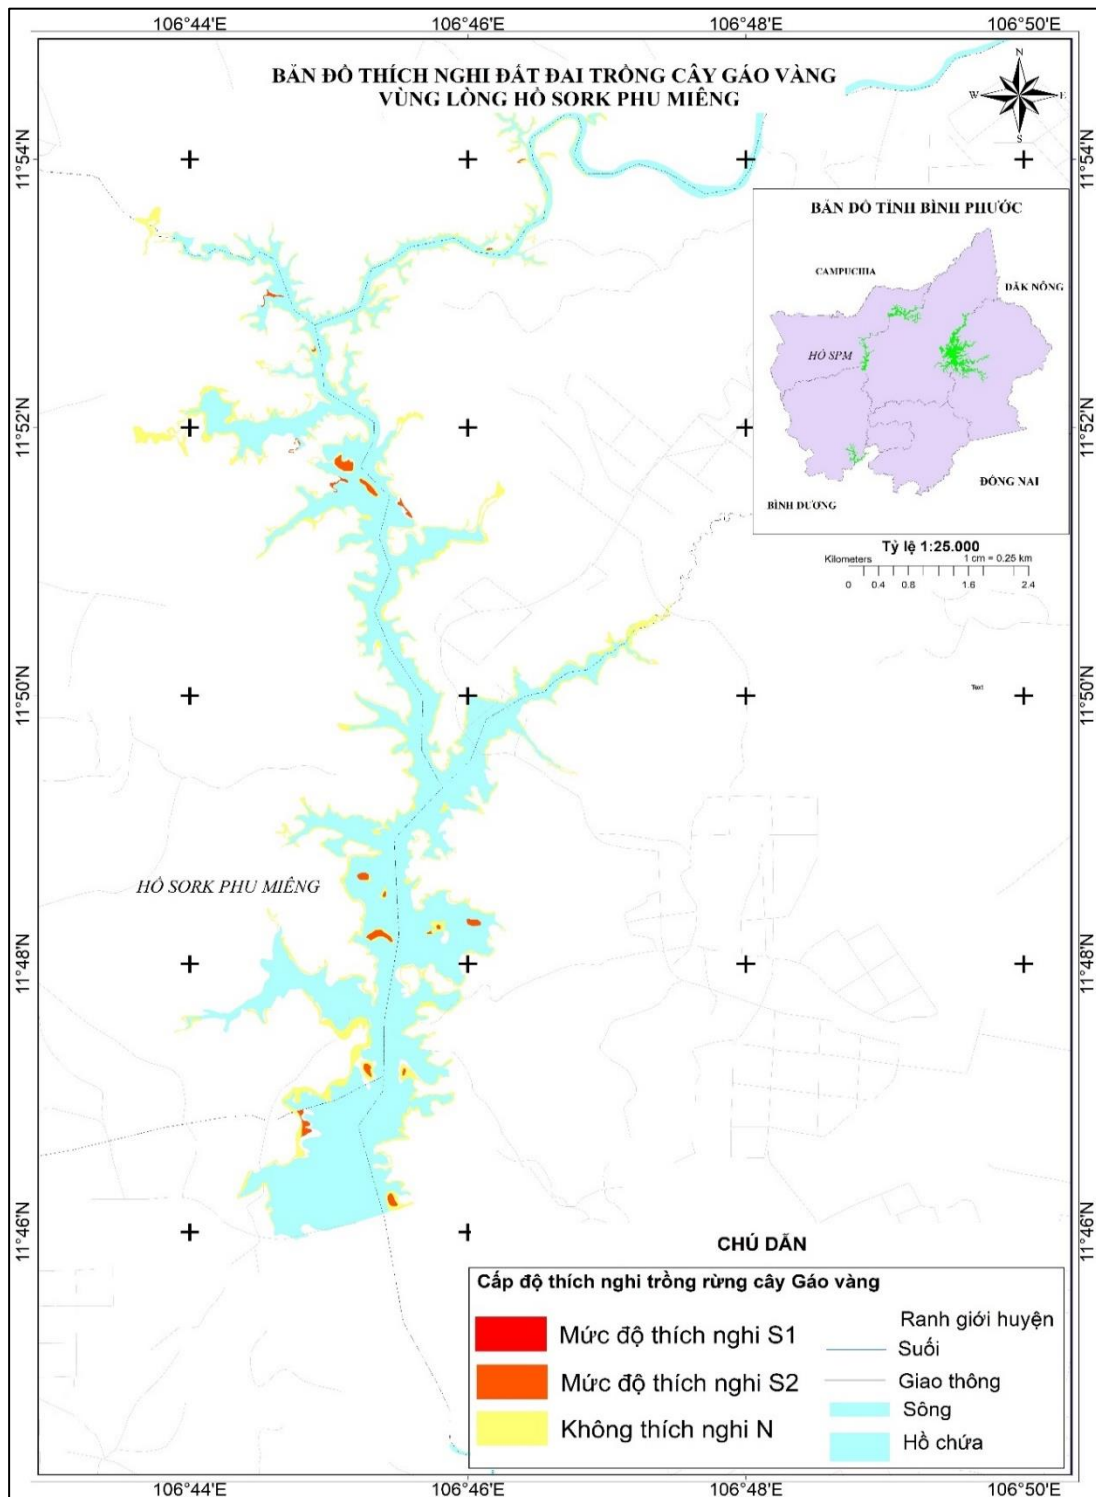 106°44'E 106°46'E 106°48'E 106°50'E
BẢN ĐỒ THÍCH NGHI ĐẤT ĐAI TRỒNG CÂY GÁO VÀNG
VÙNG LÒNG HỒ SORK PHU MIÊNG
N
W E
S
11°54'N 11°54'N
BẢN ĐỒ TỈNH BÌNH PHƯỚC
CAMPUCHIA
ĐĂK NÔNG
HỒ SPM
ĐỒNG NAI
BÌNH DƯƠNG
11°52'N 11°52'N
Tỷ lệ 1:25.000
Kilometers 1 cm = 0.25 km
0 0.4 0.8 1.6 2.4
11°50'N 11°50'N
Text
HỒ SORK PHU MIÊNG
11°48'N 11°48'N
11°46'N 11°46'N
CHÚ DẪN
Cấp độ thích nghi trồng rừng cây Gáo vàng
Mức độ thích nghi S1
Mức độ thích nghi S2
Không thích nghi N
Ranh giới huyện
Suối
Giao thông
Sông
Hồ chứa
106°44'E 106°46'E 106°48'E 106°50'E